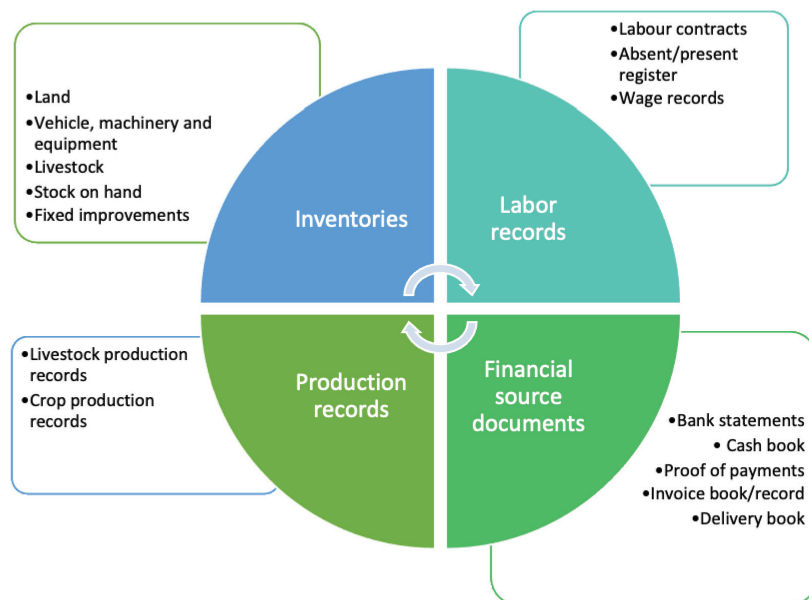 •Land
•Vehicle, machinery and
equipment
•Livestock
•Stock on hand
•Fixed improvements
Inventories
•Labour contracts
•Absent/present
register
•Wage records
Labor
records
•Livestock production
records
•Crop production
records
Production
records
Financial
source
documents
•Bank statements
• Cash book
•Proof of payments
•Invoice book/record
•Delivery book